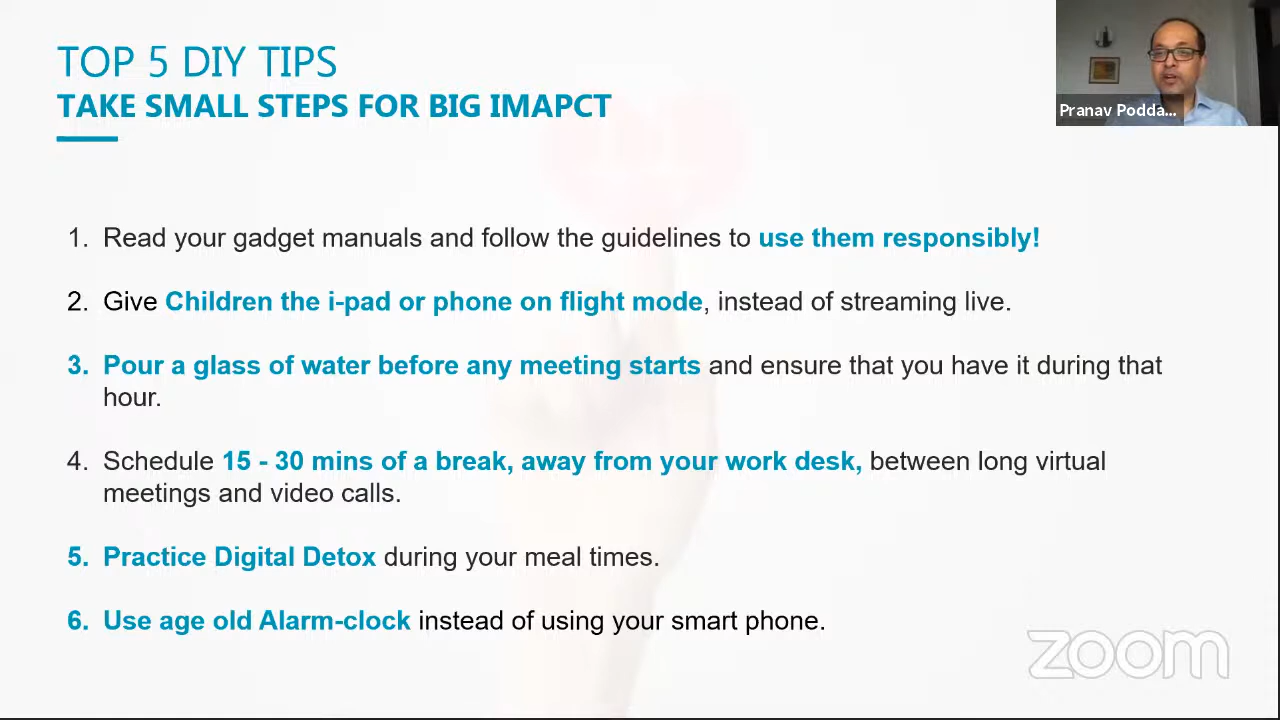 TOP 5 DIY TIPS
TAKE SMALL STEPS FOR BIG IMAPCT
Pranav Podda...
1. Read your gadget manuals and follow the guidelines to use them responsibly!
2. Give Children the i-pad or phone on flight mode, instead of streaming live.
3. Pour a glass of water before any meeting starts and ensure that you have it during that
hour.
4. Schedule 15 - 30 mins of a break, away from your work desk, between long virtual
meetings and video calls.
5. Practice Digital Detox during your meal times.
6. Use age old Alarm-clock instead of using your smart phone.
zoom